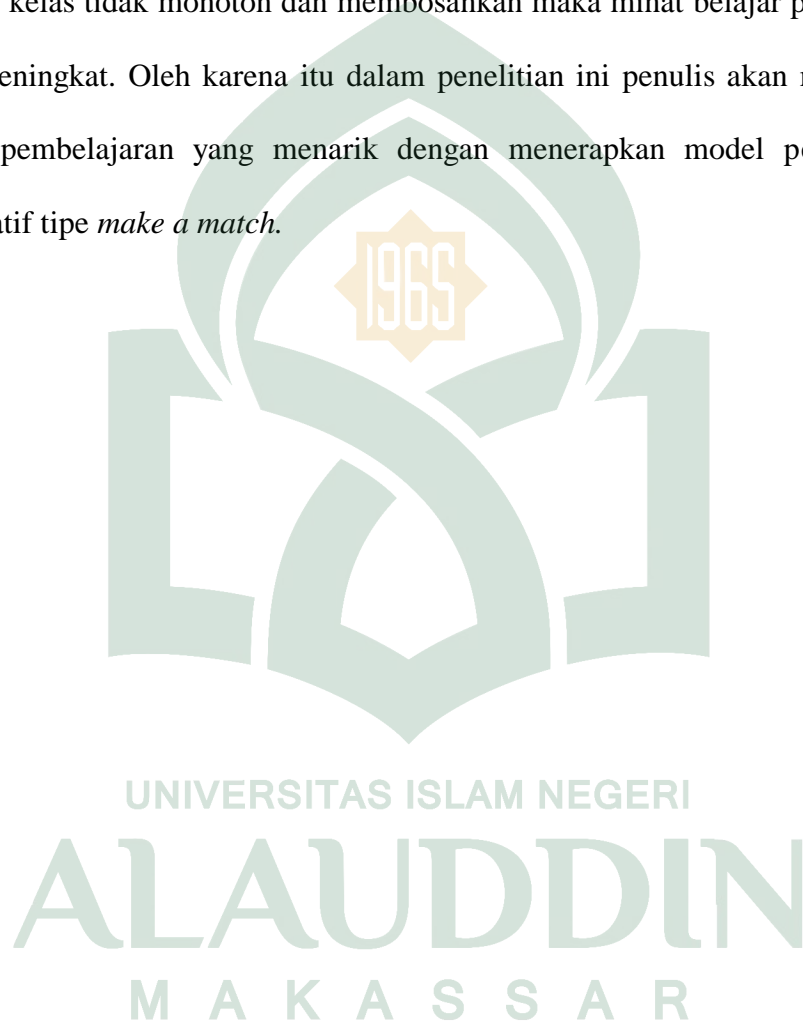 kelas tidak monoton dan membosankan maka minat belajar p
eningkat. Oleh karena itu dalam penelitian ini penulis akan
pembelajaran yang menarik dengan menerapkan model p
atif tipe make a match.
1965
UNIVERSITAS ISLAM NEGERI
ALAUDDIN
MAKASSAR